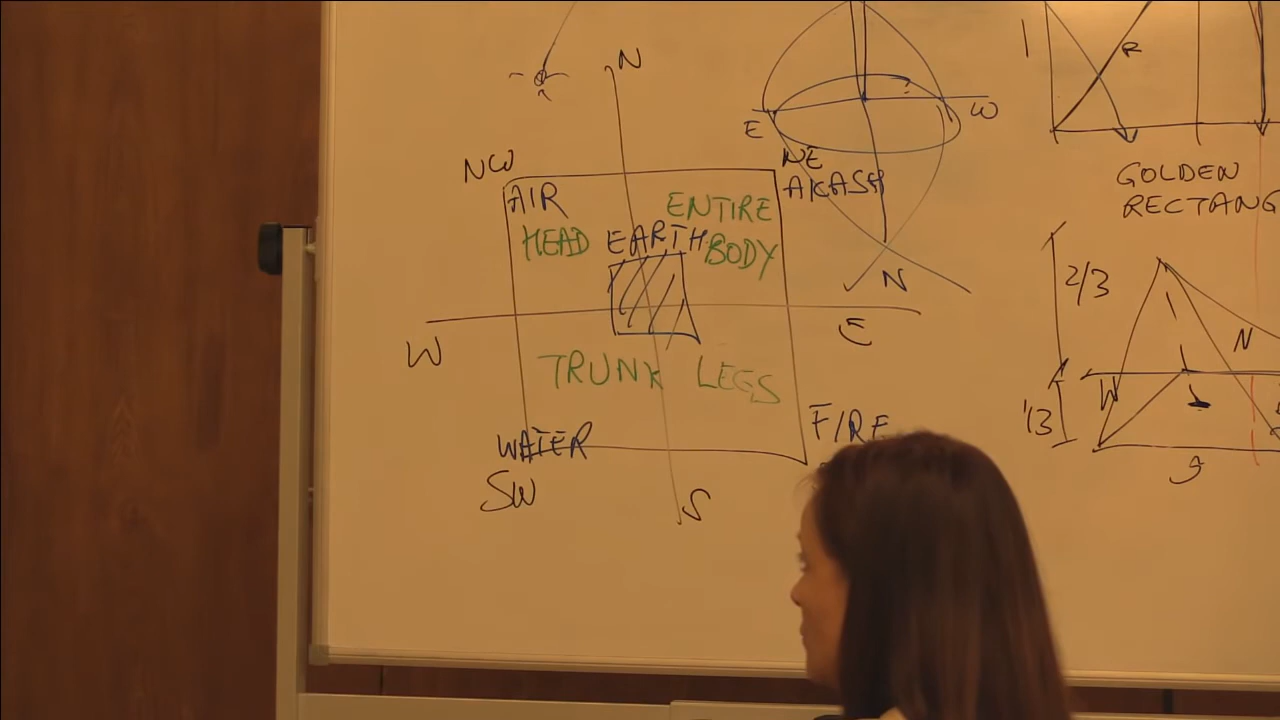 N
NW
AIR
HEAD
EARTH
ENTIRE
BODY
NE
AKASH
W
E
TRUNK
LEGS
WATER
SW
S
FIRE
E
W
?
N
1
R
GOLDEN
RECTANG
2/3
1/3
W
N
S